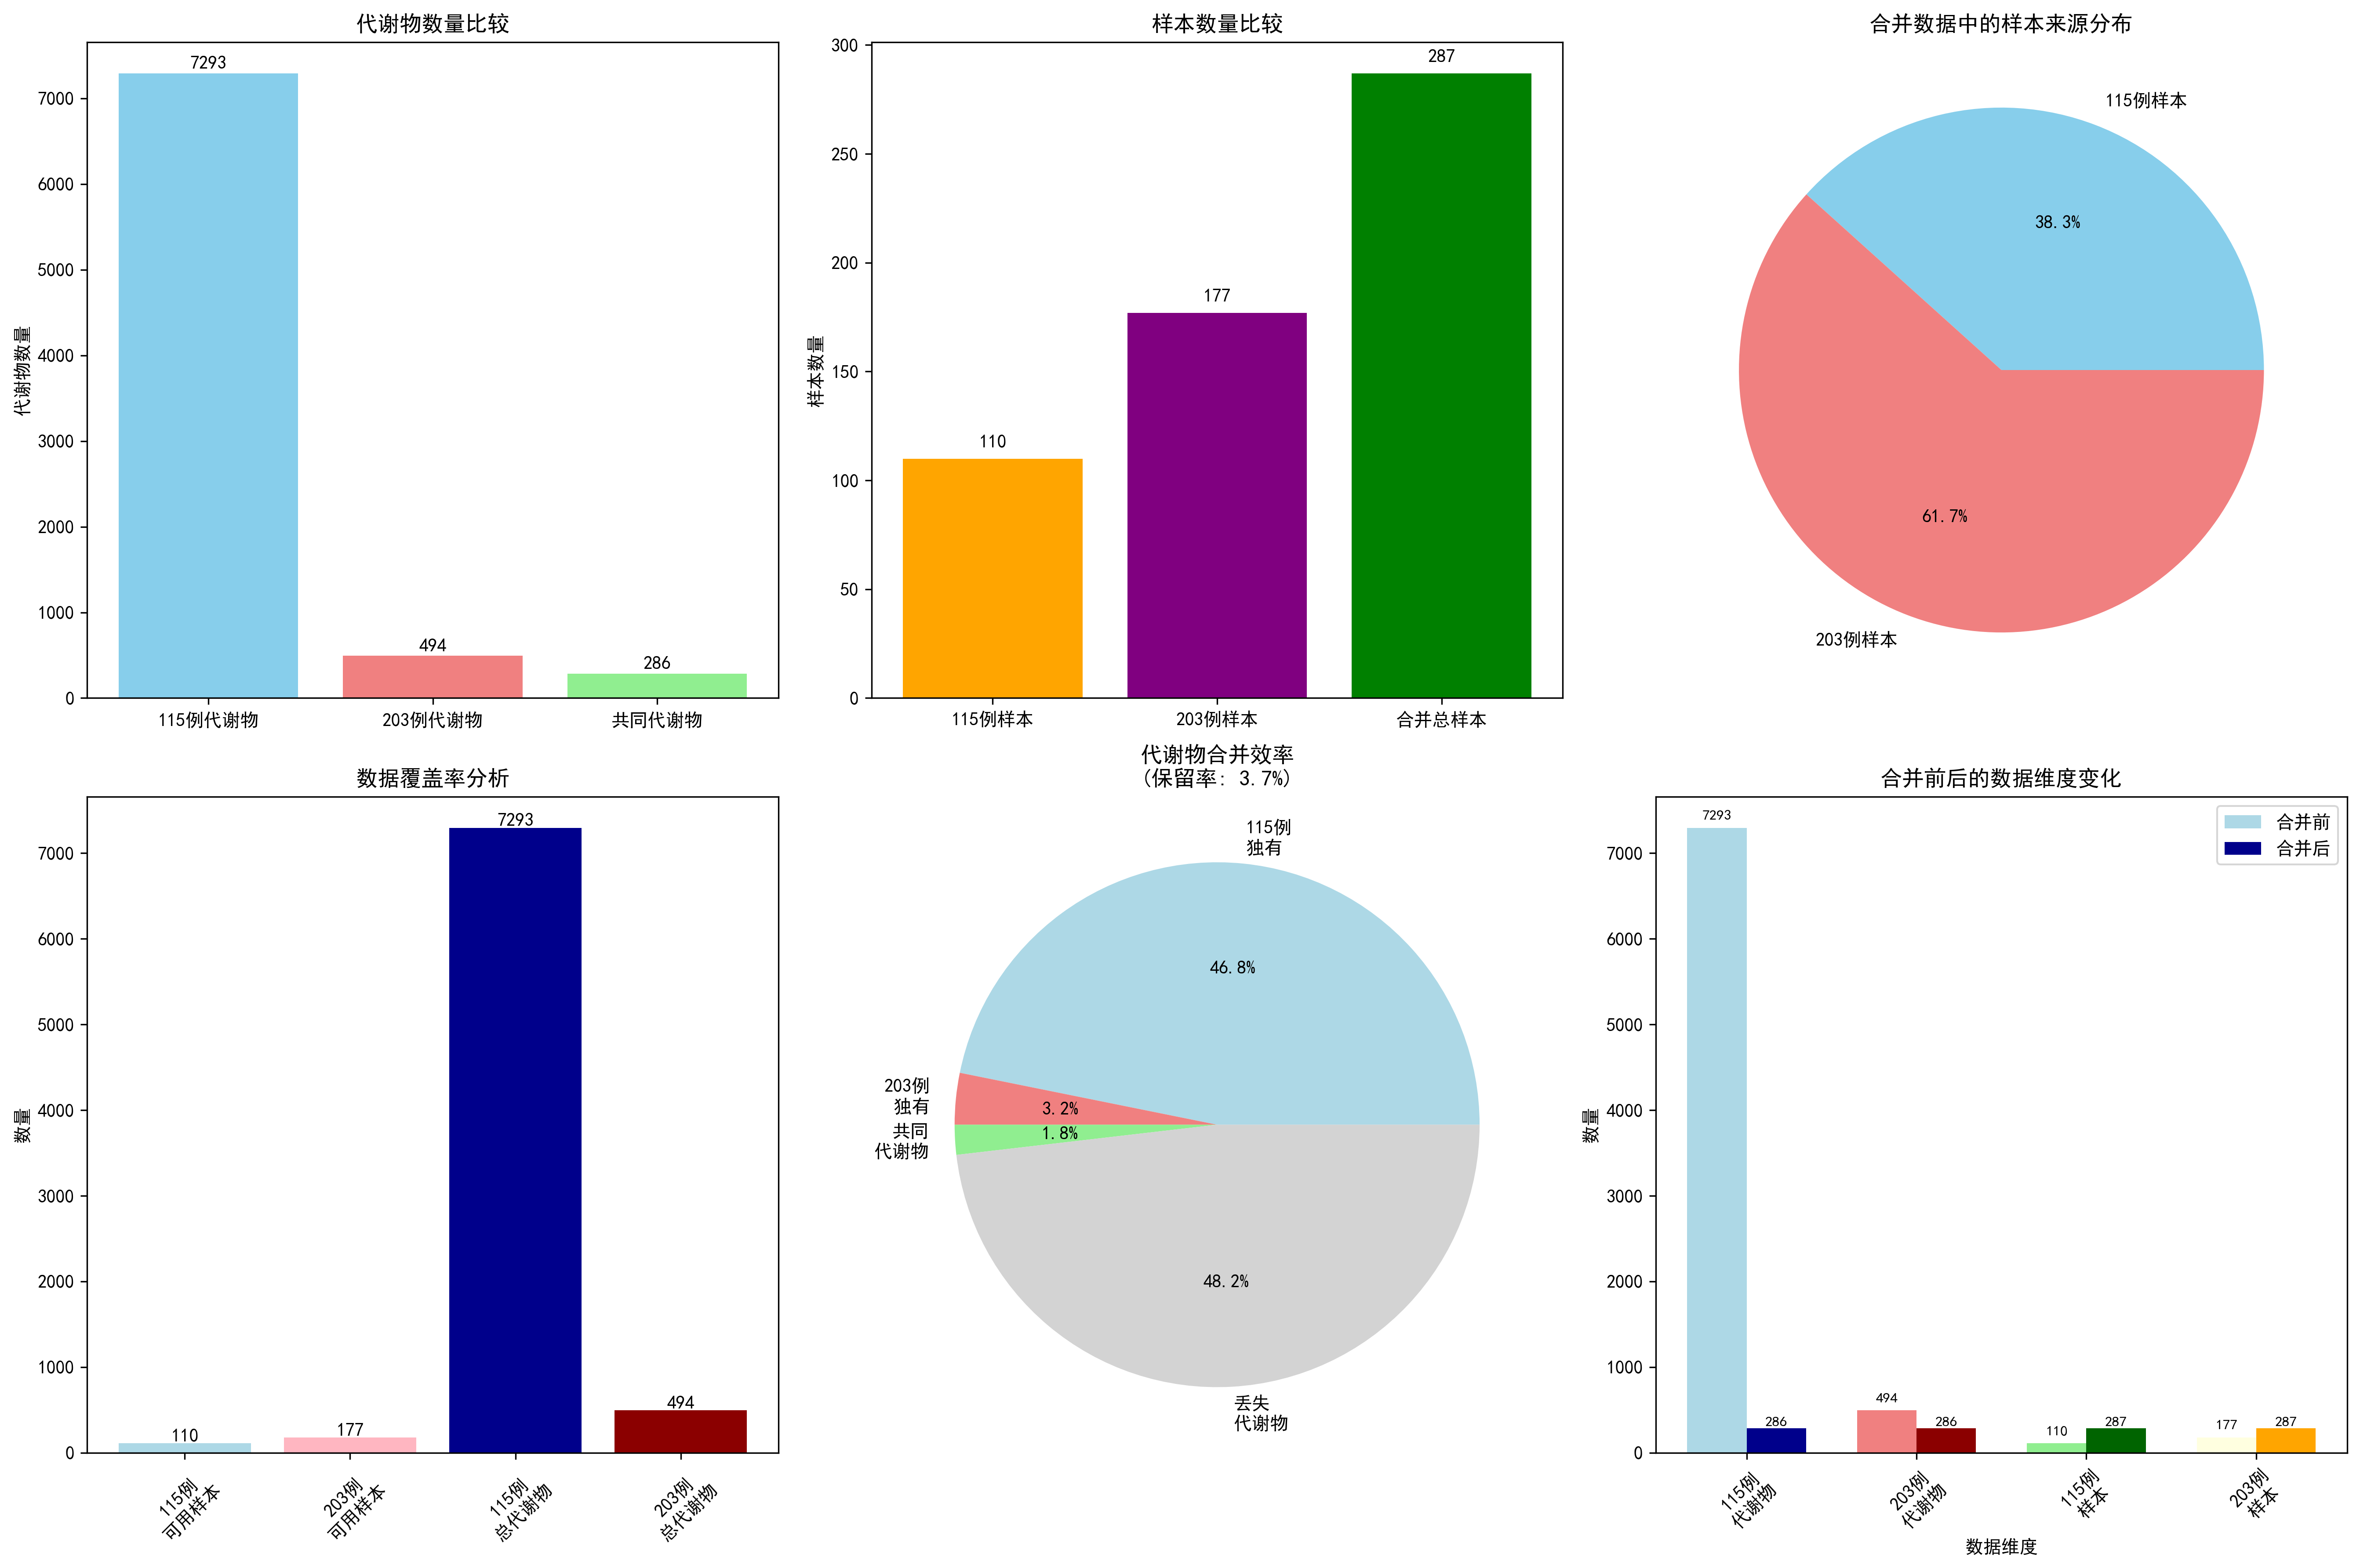 代谢物数量比较
代谢物数量
7000
6000
5000
4000
3000
2000
1000
0
7293
494
286
115例代谢物
203例代谢物
共同代谢物
样本数量比较
样本数量
300
250
200
150
100
50
0
110
177
287
115例样本
203例样本
合并总样本
合并数据中的样本来源分布
115例样本
38.3%
61.7%
203例样本
数据覆盖率分析
数量
7000
6000
5000
4000
3000
2000
1000
0
110
177
7293
494
115例
可用样本
203例
可用样本
115例
总代谢物
203例
总代谢物
代谢物合并效率
(保留率: 3.7%)
115例
独有
46.8%
203例
独有
3.2%
共同
代谢物
1.8%
48.2%
丢失
代谢物
合并前后的数据维度变化
合并前
合并后
数量
7000
6000
5000
4000
3000
2000
1000
0
7293
286
494
286
110
287
177
287
115例
代谢物
203例
代谢物
115例
样本
203例
样本
数据维度